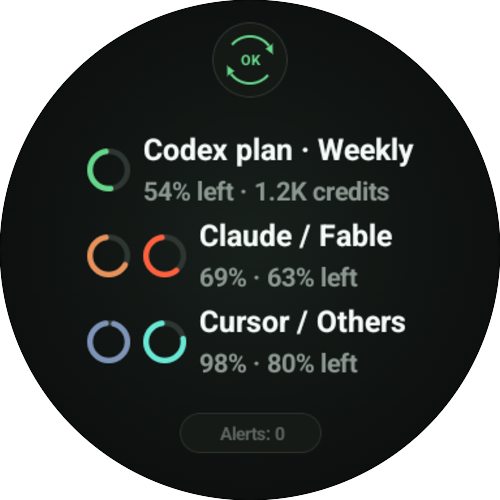 OK
Codex plan · Weekly
54% left · 1.2K credits
Claude / Fable
69% · 63% left
Cursor / Others
98% · 80% left
Alerts: 0